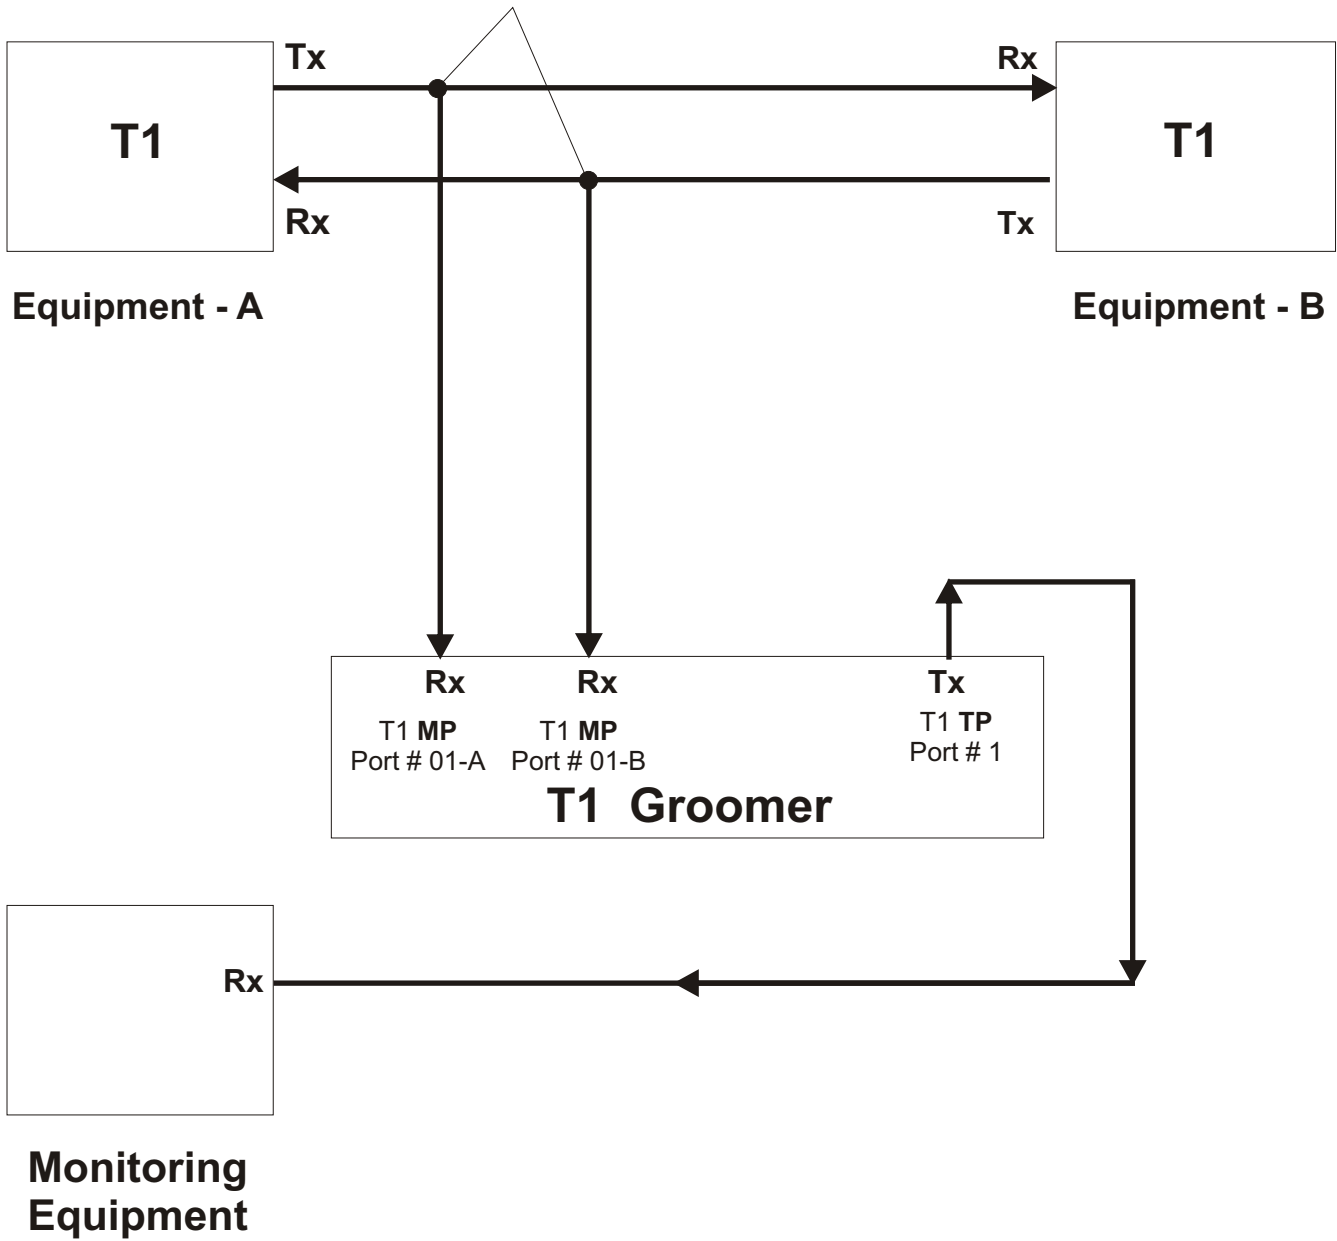 Tx
Rx
T1
T1
Rx
Tx
Equipment - A
Equipment - B
Rx
Rx
Tx
T1 MP
T1 MP
T1 TP
Port # 01-A
Port # 01-B
Port # 1
T1 Groomer
Rx
Monitoring
Equipment